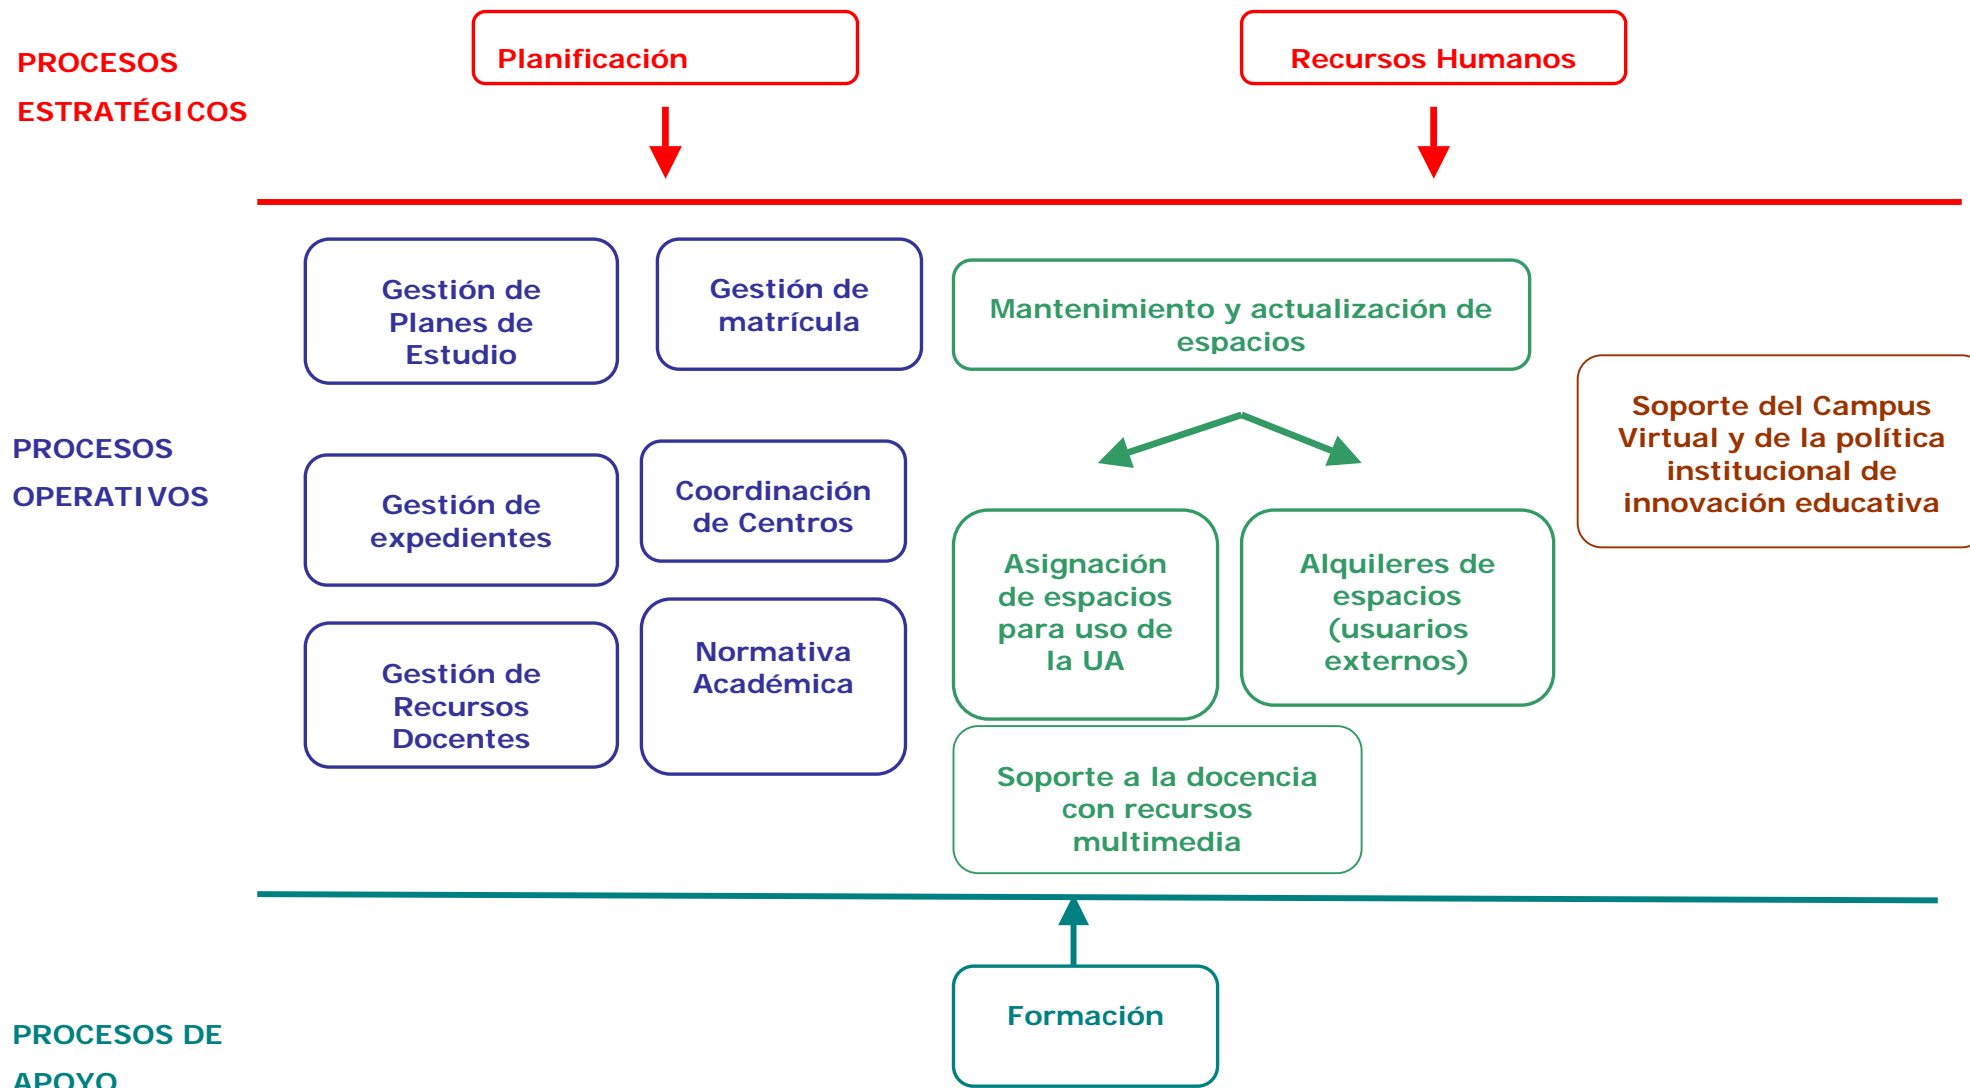 PROCESOS
ESTRATÉGICOS
Planificación
Recursos Humanos
PROCESOS
OPERATIVOS
Gestión de
Planes de
Estudio
Gestión de
matrícula
Gestión de
expedientes
Coordinación
de Centros
Gestión de
Recursos
Docentes
Normativa
Académica
Mantenimiento y actualización de
espacios
Asignación
de espacios
para uso de
la UA
Alquileres de
espacios
(usuarios
externos)
Soporte a la docencia
con recursos
multimedia
Soporte del Campus
Virtual y de la política
institucional de
innovación educativa
PROCESOS DE
APOYO
Formación